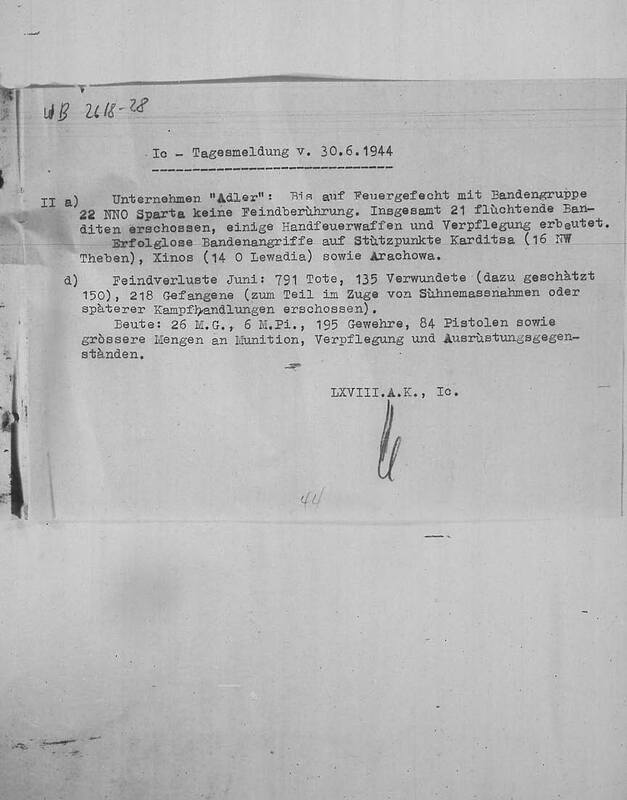 WB 2618-28
Ic - Tagesmeldung v. 30.6.1944
II a) Unternehmen "Adler": Bis auf Feuergefecht mit Bandengruppe
22 NNO Sparta keine Feindberührung. Insgesamt 21 flüchtende Ban-
diten erschossen, einige Handfeuerwaffen und Verpflegung erbeutet.
Erfolglose Bandenangriffe auf Stützpunkte Karditsa (16 NW
Theben), Xinos (14 O Lewadia) sowie Arachowa.
d) Feindverluste Juni: 791 Tote, 135 Verwundete (dazu geschätzt
150), 218 Gefangene (zum Teil im Zuge von Sühnemassnahmen oder
späterer Kampfhandlungen erschossen).
Beute: 26 M.G., 6 M.Pi., 195 Gewehre, 84 Pistolen sowie
grössere Mengen an Munition, Verpflegung und Ausrüstungsgegen-
ständen.
LXVIII.A.K., Ic.
44